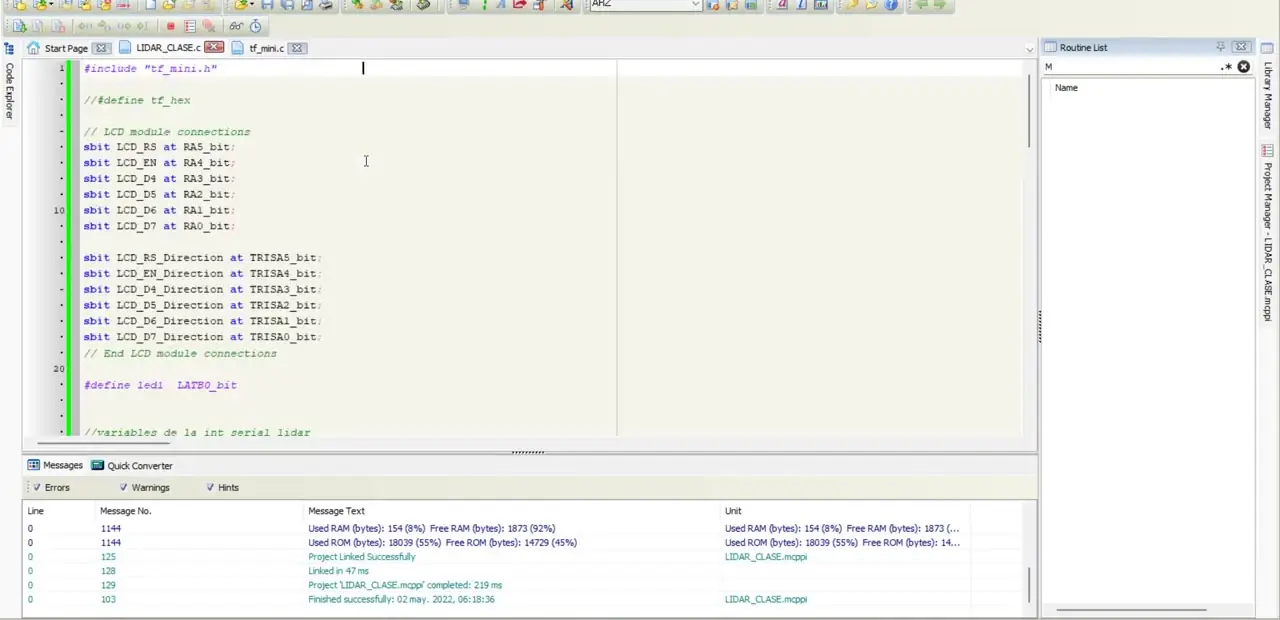 Start Page
LIDAR_CLASE.c
tf_mini.c
Routine List
Code Explorer
Library Manager
Project Manager - LIDAR_CLASE.mcppi
M
.*
Name
1
#include "tf_mini.h"
//#define tf_hex
// LCD module connections
sbit LCD_RS at RA5_bit;
sbit LCD_EN at RA4_bit;
sbit LCD_D4 at RA3_bit;
sbit LCD_D5 at RA2_bit;
10 sbit LCD_D6 at RA1_bit;
sbit LCD_D7 at RA0_bit;
sbit LCD_RS_Direction at TRISA5_bit;
sbit LCD_EN_Direction at TRISA4_bit;
sbit LCD_D4_Direction at TRISA3_bit;
sbit LCD_D5_Direction at TRISA2_bit;
sbit LCD_D6_Direction at TRISA1_bit;
sbit LCD_D7_Direction at TRISA0_bit;
// End LCD module connections
20
#define led1  LATB0_bit
//variables de la int serial lidar
Messages
Quick Converter
Errors
Warnings
Hints
Line Message No. Message Text Unit
0 1144 Used RAM (bytes): 154 (8%) Free RAM (bytes): 1873 (92%) Used RAM (bytes): 154 (8%) Free RAM (bytes): 1873 (...
0 1144 Used ROM (bytes): 18039 (55%) Free ROM (bytes): 14729 (45%) Used ROM (bytes): 18039 (55%) Free ROM (bytes): 14...
0 125 Project Linked Successfully LIDAR_CLASE.mcppi
0 128 Linked in 47 ms
0 129 Project 'LIDAR_CLASE.mcppi' completed: 219 ms
0 103 Finished successfully: 02 may. 2022, 06:18:36 LIDAR_CLASE.mcppi